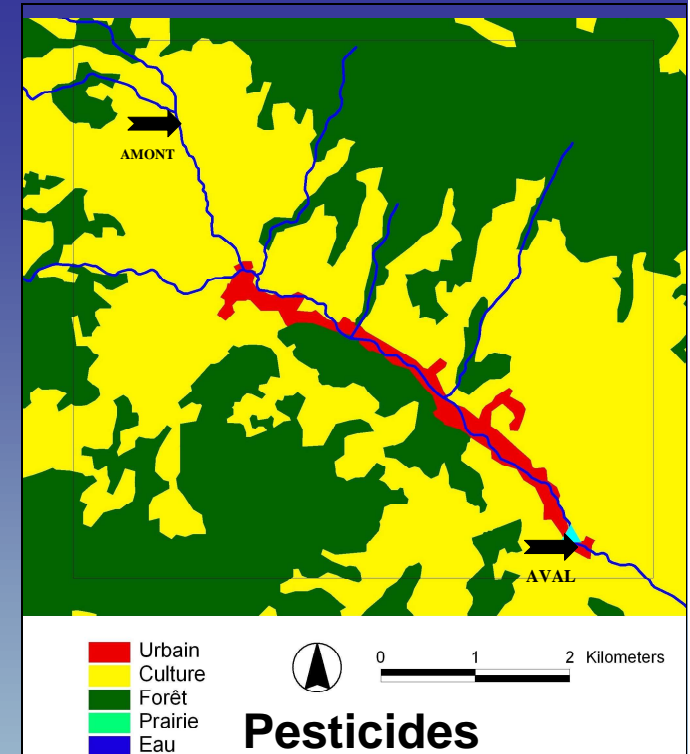 AMONT
AVAL
Urbain
Culture
Forêt
Prairie
Eau
0 1 2 Kilometers
Pesticides